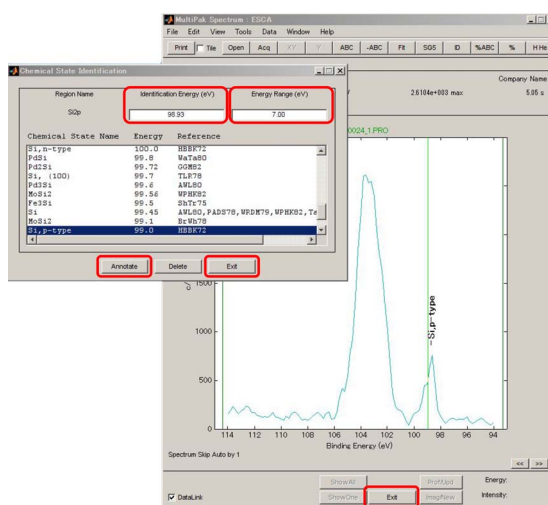 MultiPak Spectrum : ESCA
File Edit View Tools Data Window Help
Print Tile Open Acq XY Y ABC -ABC Fit SGS ID %ABC % H He
Company Name
2.6104e+003 max 5.05 s
0024_1.PRO
Chemical State Identification
Region Name Identification Energy (eV) Energy Range (eV)
Si2p 98.93 7.00
Chemical State Name Energy Reference
Si,n-type 100.0 HBBK72
PdSi 99.8 WaTa80
Pd2Si 99.72 GGM82
Si, (100) 99.7 TLR78
Pd3Si 99.6 AWL80
MoSi2 99.56 WPHK82
Fe3Si 99.5 ShTr75
Si 99.45 AWL80,PADS78,WRDM79,WPHK82,Ta
MoSi2 99.1 BrWh78
Si,p-type 99.0 HBBK72
Annotate Delete Exit
1500
1000
500
0
Si,p-type
114 112 110 108 106 104 102 100 98 96 94
Binding Energy (eV)
Spectrum Skip Auto by 1
<< >>
ShowAll ProfUpd Energy:
DataLink ShowOne Exit ImagNew Intensity: